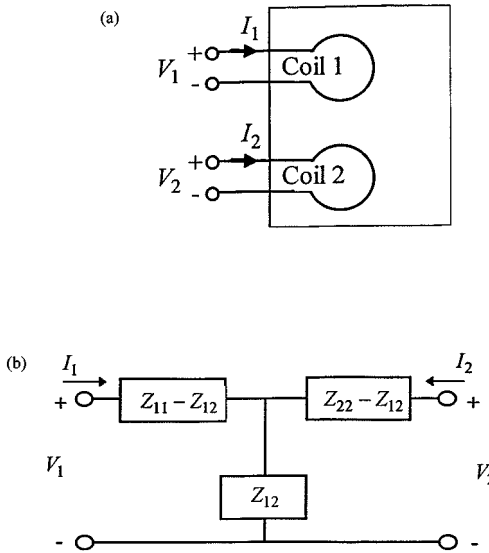 (a)
I₁
+
V₁
-
Coil 1
I₂
+
V₂
-
Coil 2
(b)
I₁
I₂
+
Z₁₁ − Z₁₂
Z₂₂ − Z₁₂
+
V₁
Z₁₂
-
-